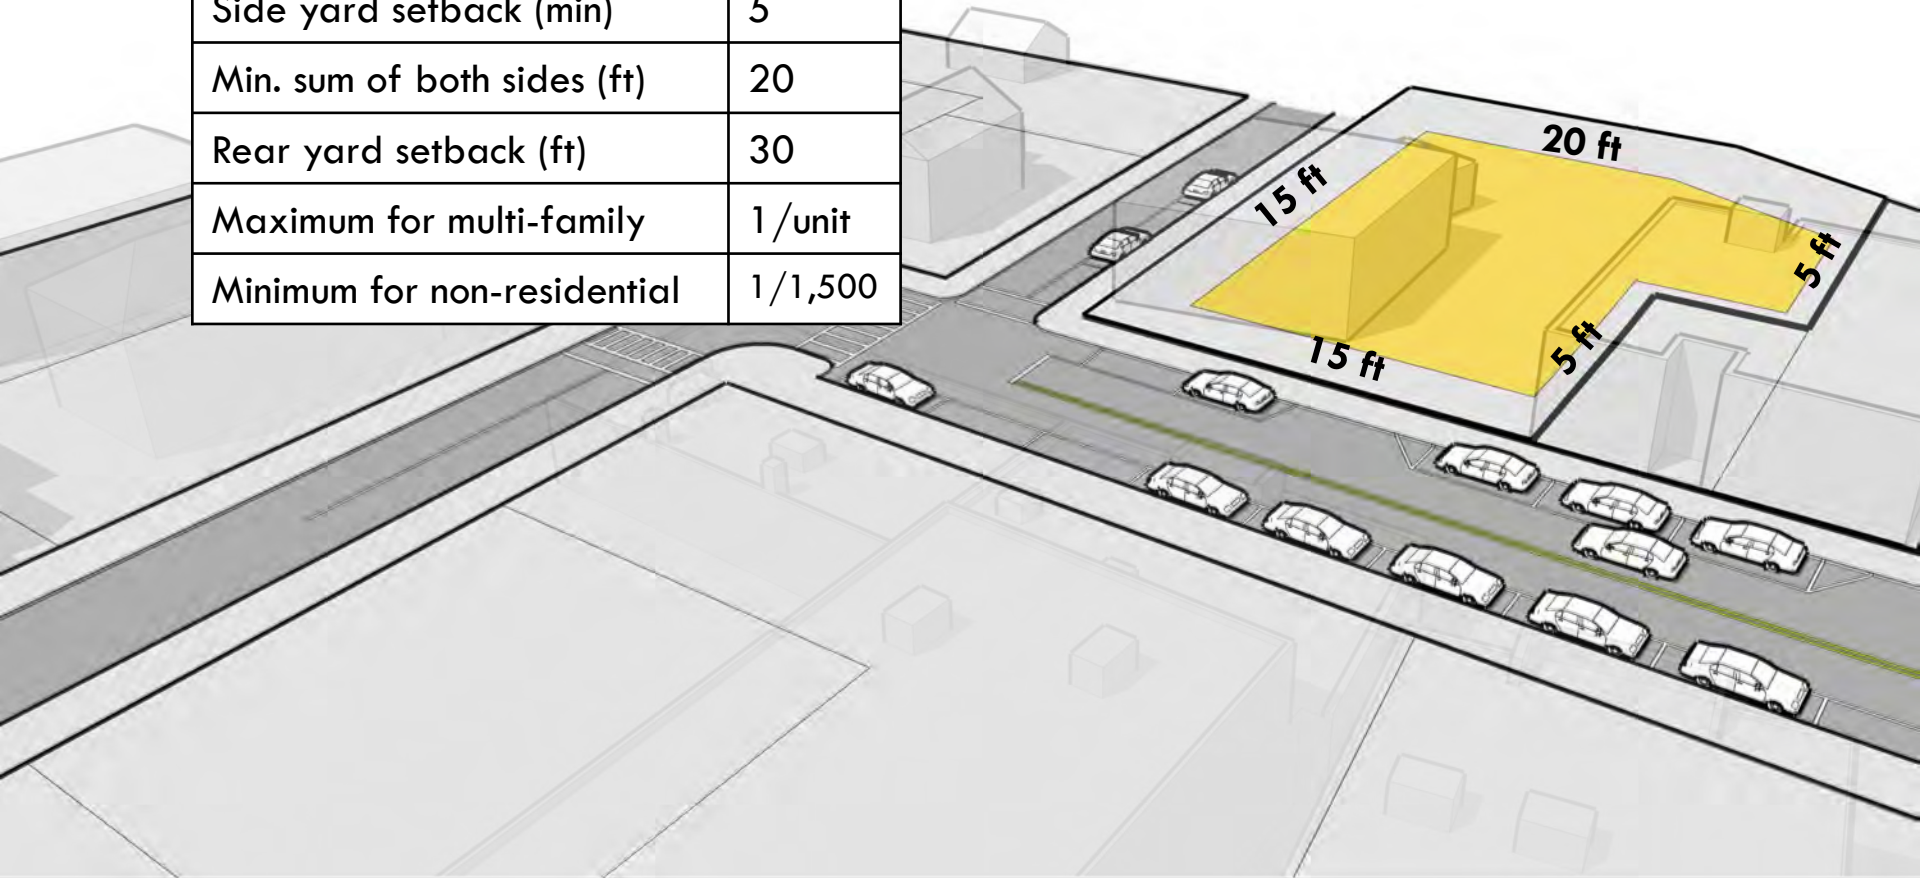 Side yard setback (min) 5
Min. sum of both sides (ft) 20
Rear yard setback (ft) 30
Maximum for multi-family 1/unit
Minimum for non-residential 1/1,500
20 ft
15 ft
5 ft
5 ft
15 ft